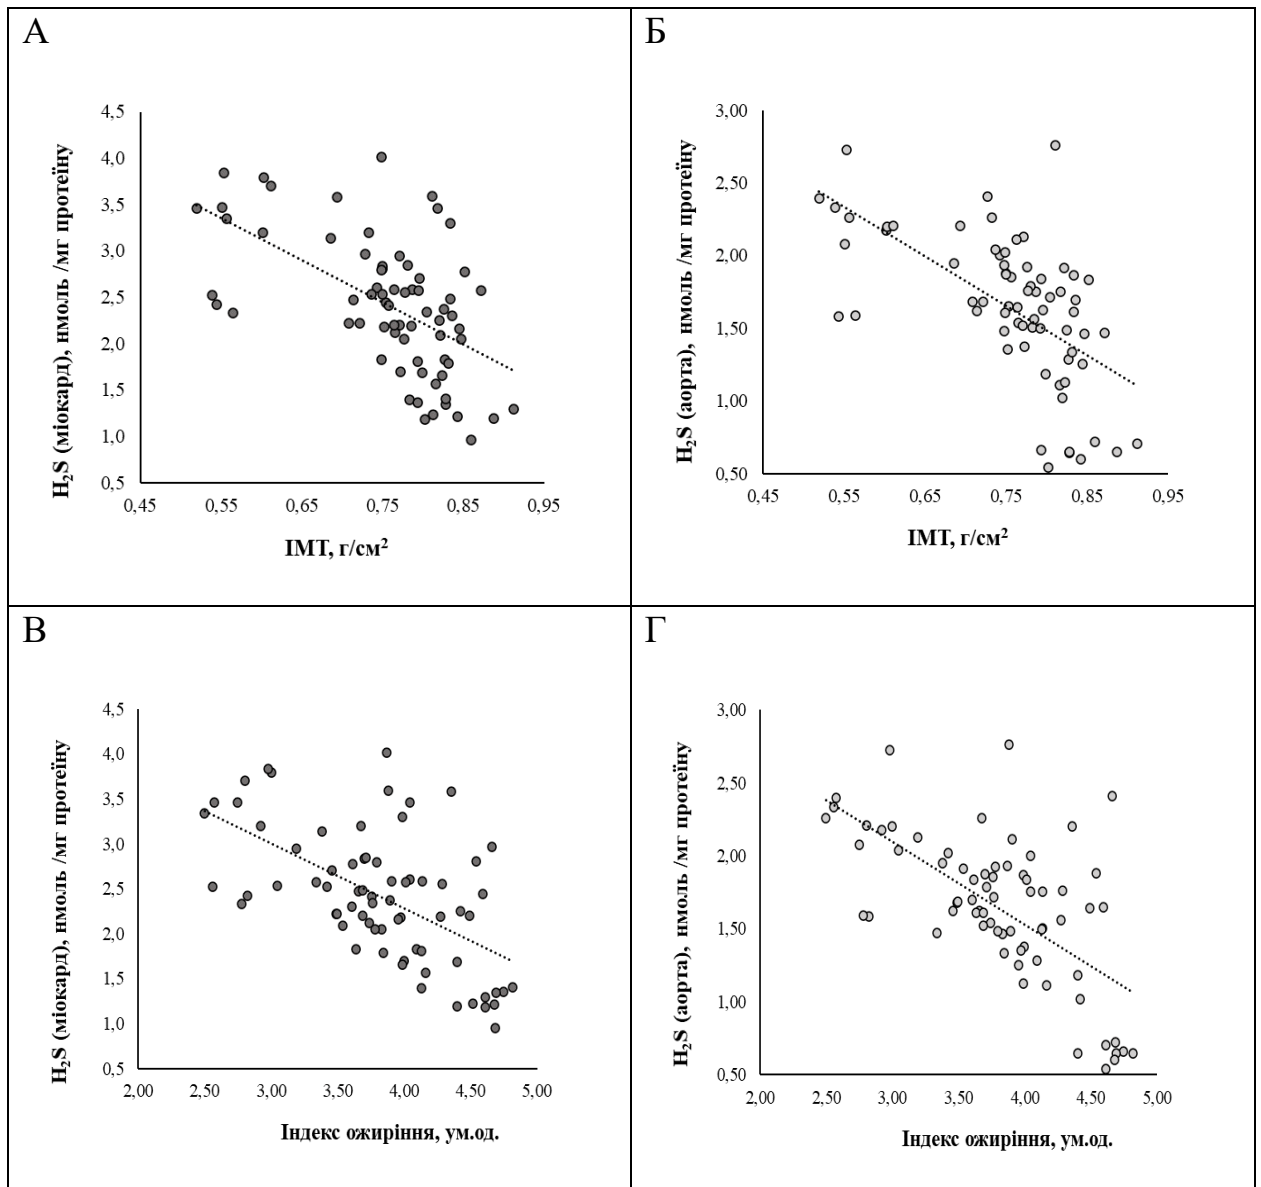 А
H₂S (міокард), нмоль /мг протеїну
4,5
4,0
3,5
3,0
2,5
2,0
1,5
1,0
0,5
0,45 0,55 0,65 0,75 0,85 0,95
ІМТ, г/см²
Б
H₂S (аорта), нмоль /мг протеїну
3,00
2,50
2,00
1,50
1,00
0,50
0,45 0,55 0,65 0,75 0,85 0,95
ІМТ, г/см²
В
H₂S (міокард), нмоль /мг протеїну
4,5
4,0
3,5
3,0
2,5
2,0
1,5
1,0
0,5
2,00 2,50 3,00 3,50 4,00 4,50 5,00
Індекс ожиріння, ум.од.
Г
H₂S (аорта), нмоль /мг протеїну
3,00
2,50
2,00
1,50
1,00
0,50
2,00 2,50 3,00 3,50 4,00 4,50 5,00
Індекс ожиріння, ум.од.